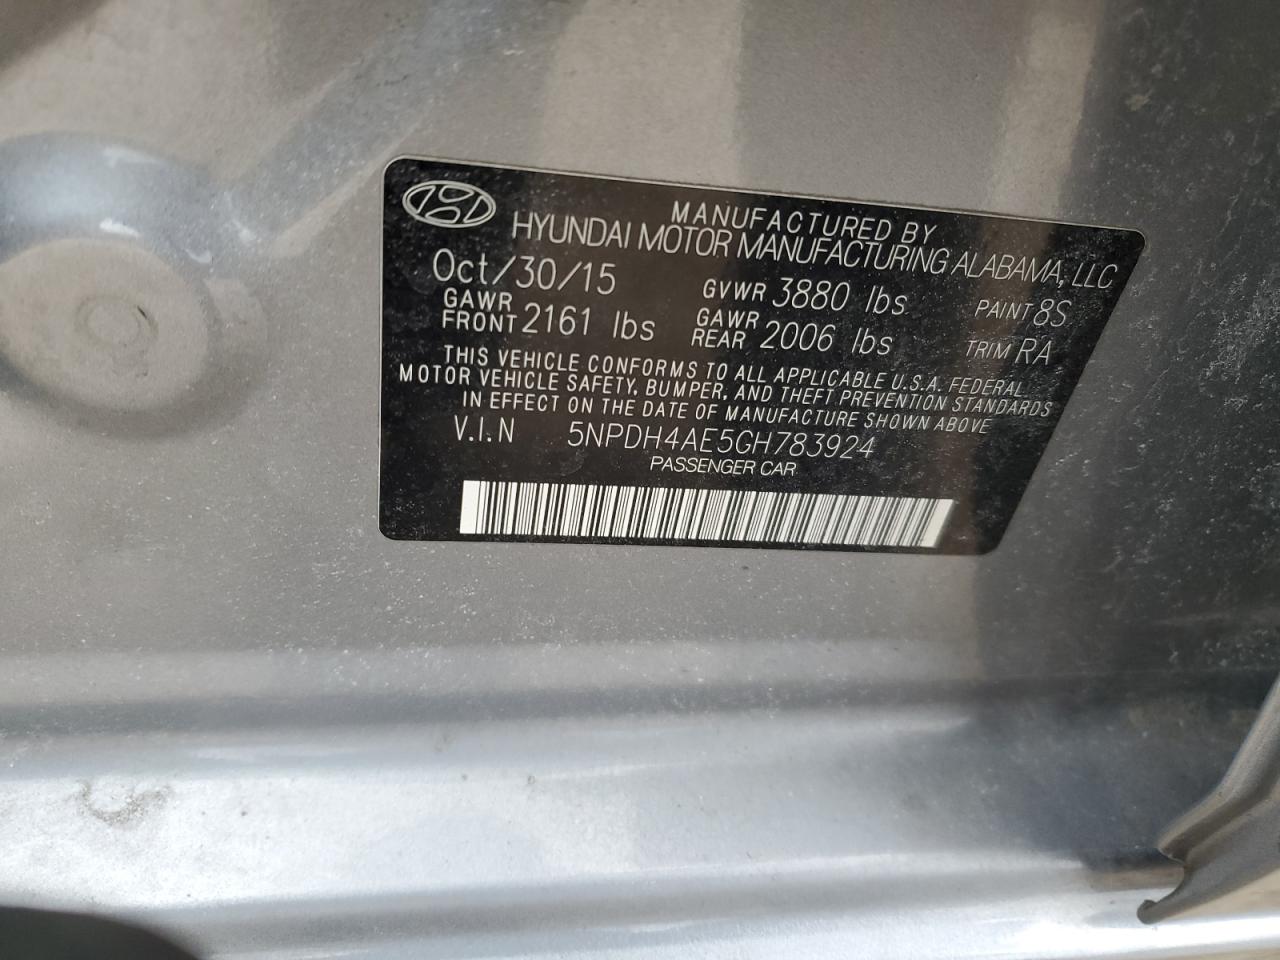 MANUFACTURED BY
HYUNDAI MOTOR MANUFACTURING ALABAMA, LLC
Oct/30/15 GVWR 3880 lbs PAINT 8S
GAWR FRONT 2161 lbs GAWR REAR 2006 lbs TRIM RA
THIS VEHICLE CONFORMS TO ALL APPLICABLE U.S.A. FEDERAL
MOTOR VEHICLE SAFETY, BUMPER, AND THEFT PREVENTION STANDARDS
IN EFFECT ON THE DATE OF MANUFACTURE SHOWN ABOVE
V.I.N 5NPDH4AE5GH783924
PASSENGER CAR